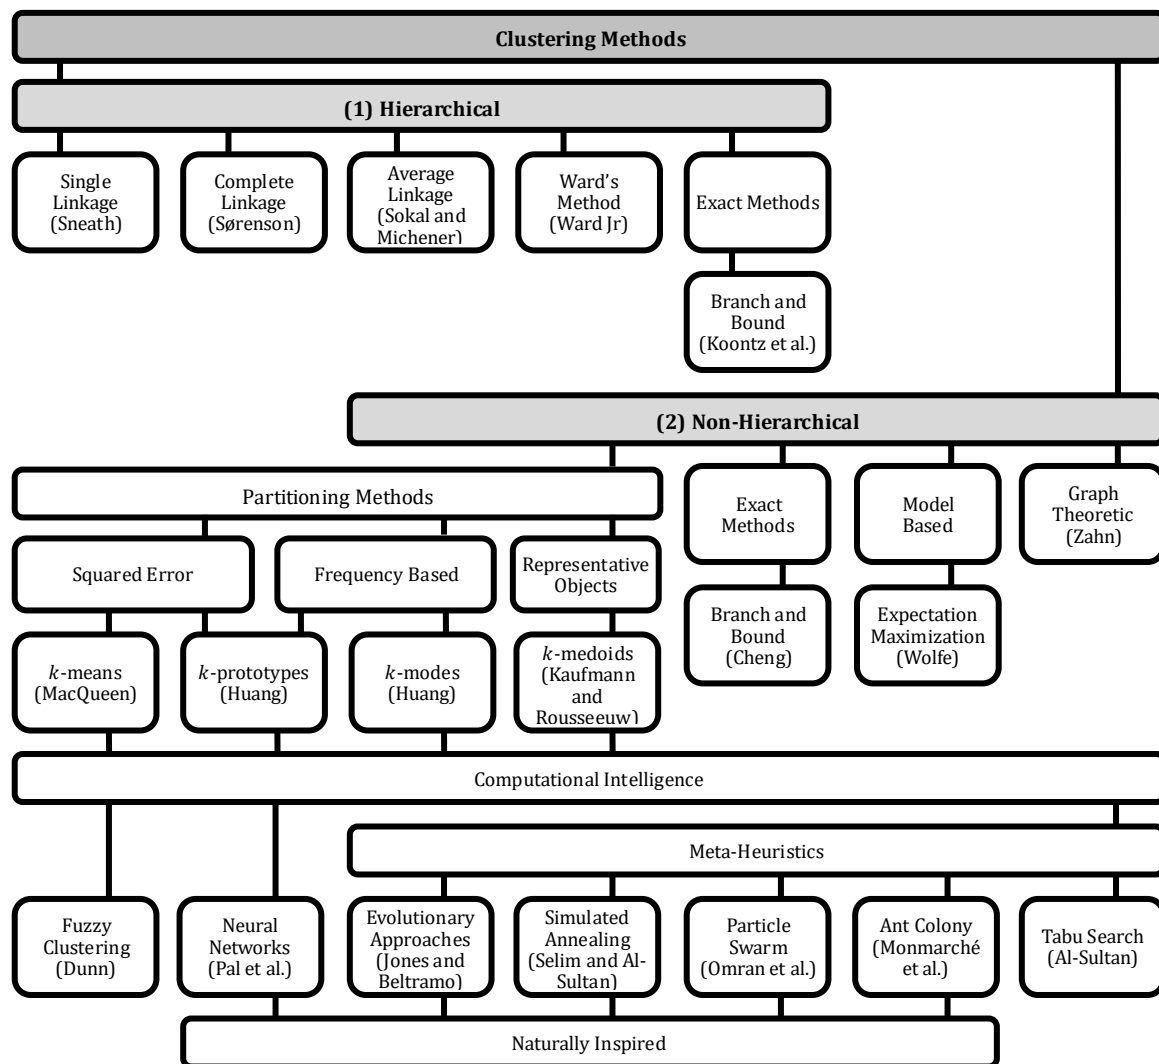 Clustering Methods
(1) Hierarchical
Single
Linkage
(Sneath)
Complete
Linkage
(Sørenson)
Average
Linkage
(Sokal and
Michener)
Ward's
Method
(Ward Jr)
Exact Methods
Branch and
Bound
(Koontz et al.)
(2) Non-Hierarchical
Partitioning Methods
Exact
Methods
Model
Based
Graph
Theoretic
(Zahn)
Squared Error
Frequency Based
Representative
Objects
Branch and
Bound
(Cheng)
Expectation
Maximization
(Wolfe)
k-means
(MacQueen)
k-prototypes
(Huang)
k-modes
(Huang)
k-medoids
(Kaufmann
and
Rousseeuw)
Computational Intelligence
Meta-Heuristics
Fuzzy
Clustering
(Dunn)
Neural
Networks
(Pal et al.)
Evolutionary
Approaches
(Jones and
Beltramo)
Simulated
Annealing
(Selim and Al-
Sultan)
Particle
Swarm
(Omran et al.)
Ant Colony
(Monmarché
et al.)
Tabu Search
(Al-Sultan)
Naturally Inspired